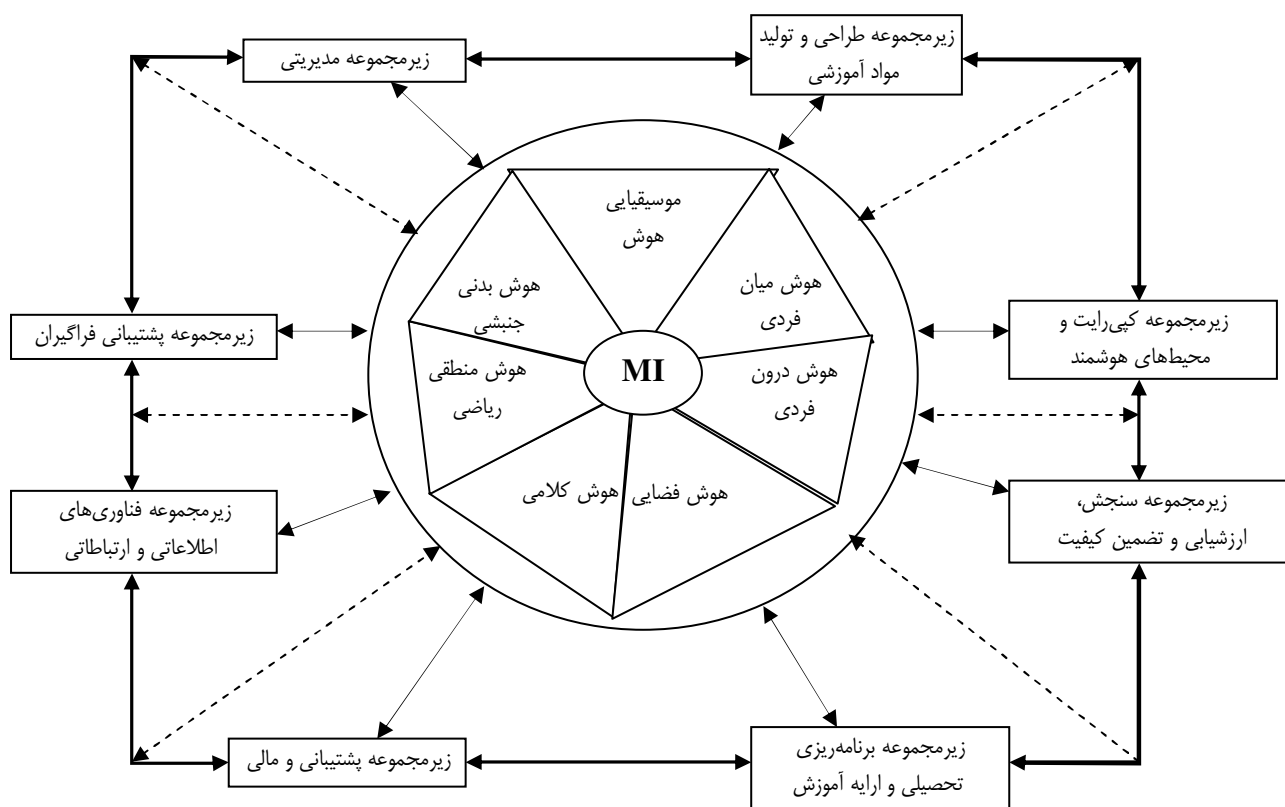 زیرمجموعه طراحی و تولید
مواد آموزشی
زیرمجموعه مدیریتی
موسیقیایی
هوش
هوش میان
فردی
هوش بدنی
جنبشی
زیرمجموعه کپی‌رایت و
محیط‌های هوشمند
زیرمجموعه پشتیبانی فراگیران
MI
هوش درون
فردی
هوش منطقی
ریاضی
هوش فضایی
هوش کلامی
زیرمجموعه سنجش،
ارزشیابی و تضمین کیفیت
زیرمجموعه فناوری‌های
اطلاعاتی و ارتباطاتی
زیرمجموعه برنامه‌ریزی
تحصیلی و ارایه آموزش
زیرمجموعه پشتیبانی و مالی